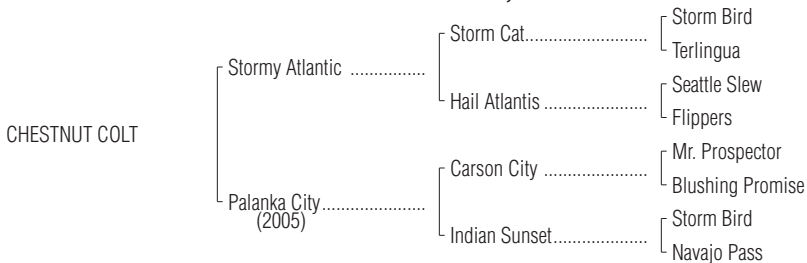 Storm Bird
Storm Cat
Terlingua
Stormy Atlantic
Seattle Slew
Hail Atlantis
Flippers
CHESTNUT COLT
Mr. Prospector
Carson City
Blushing Promise
Palanka City
(2005)
Storm Bird
Indian Sunset
Navajo Pass